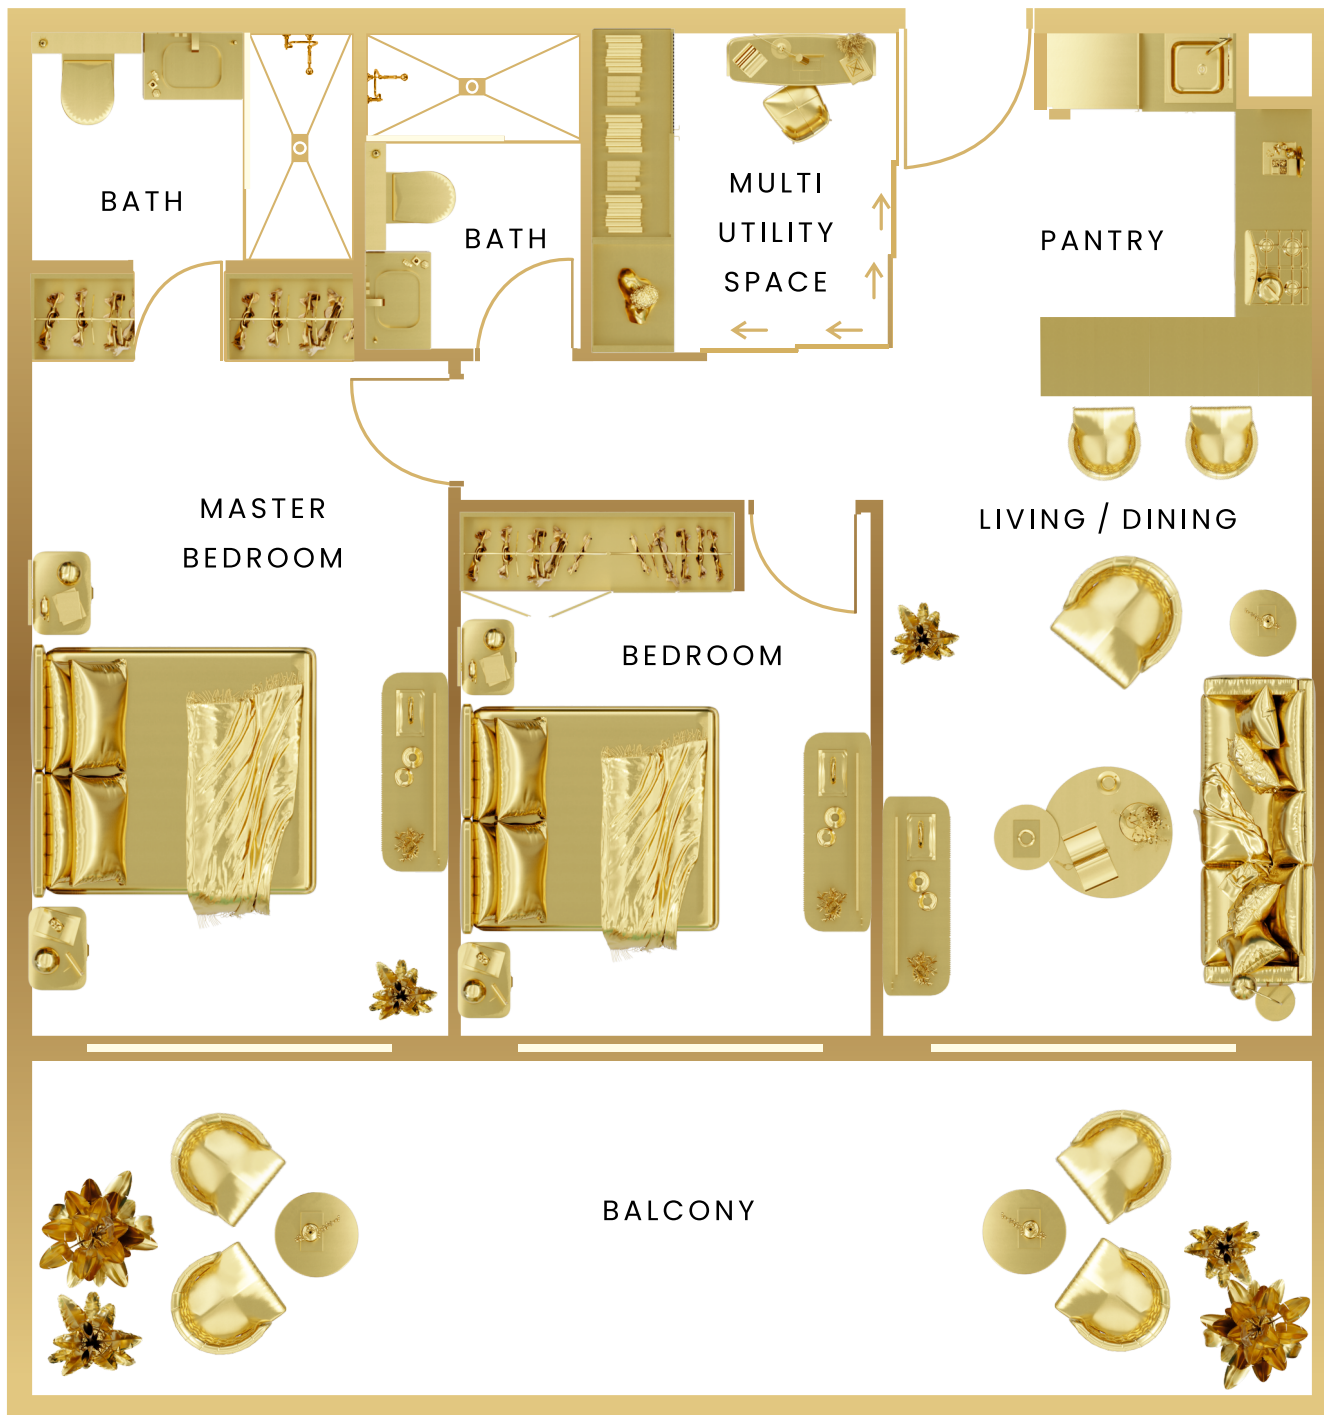 BATH
BATH
MULTI
UTILITY
SPACE
PANTRY
MASTER
BEDROOM
LIVING / DINING
BEDROOM
BALCONY